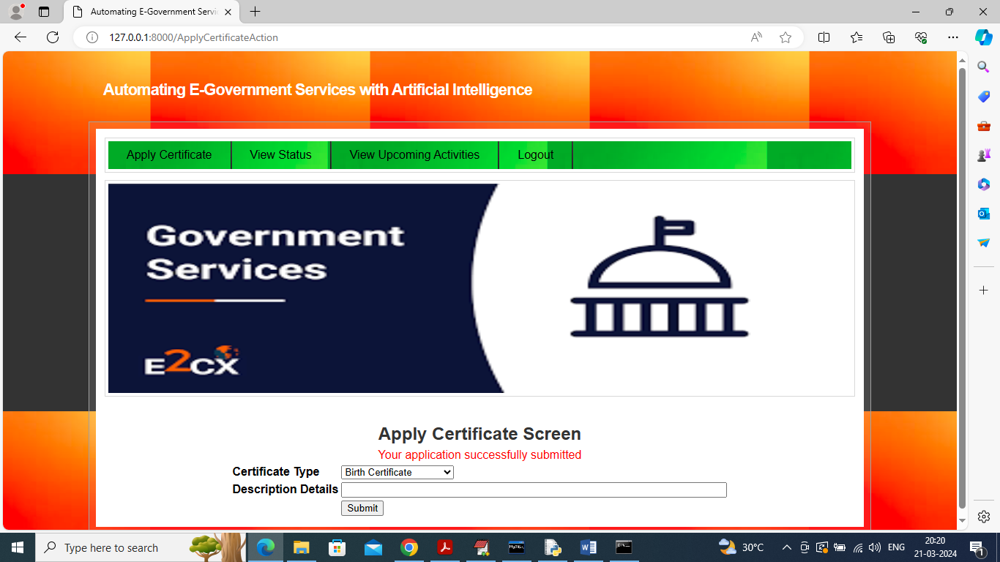 Automating E-Government Servic
127.0.0.1:8000/ApplyCertificateAction
Automating E-Government Services with Artificial Intelligence
Apply Certificate
View Status
View Upcoming Activities
Logout
Government
Services
E2CX
Apply Certificate Screen
Your application successfully submitted
Certificate Type
Birth Certificate
Description Details
Submit
Type here to search
30°C
ENG
20:20
21-03-2024
1